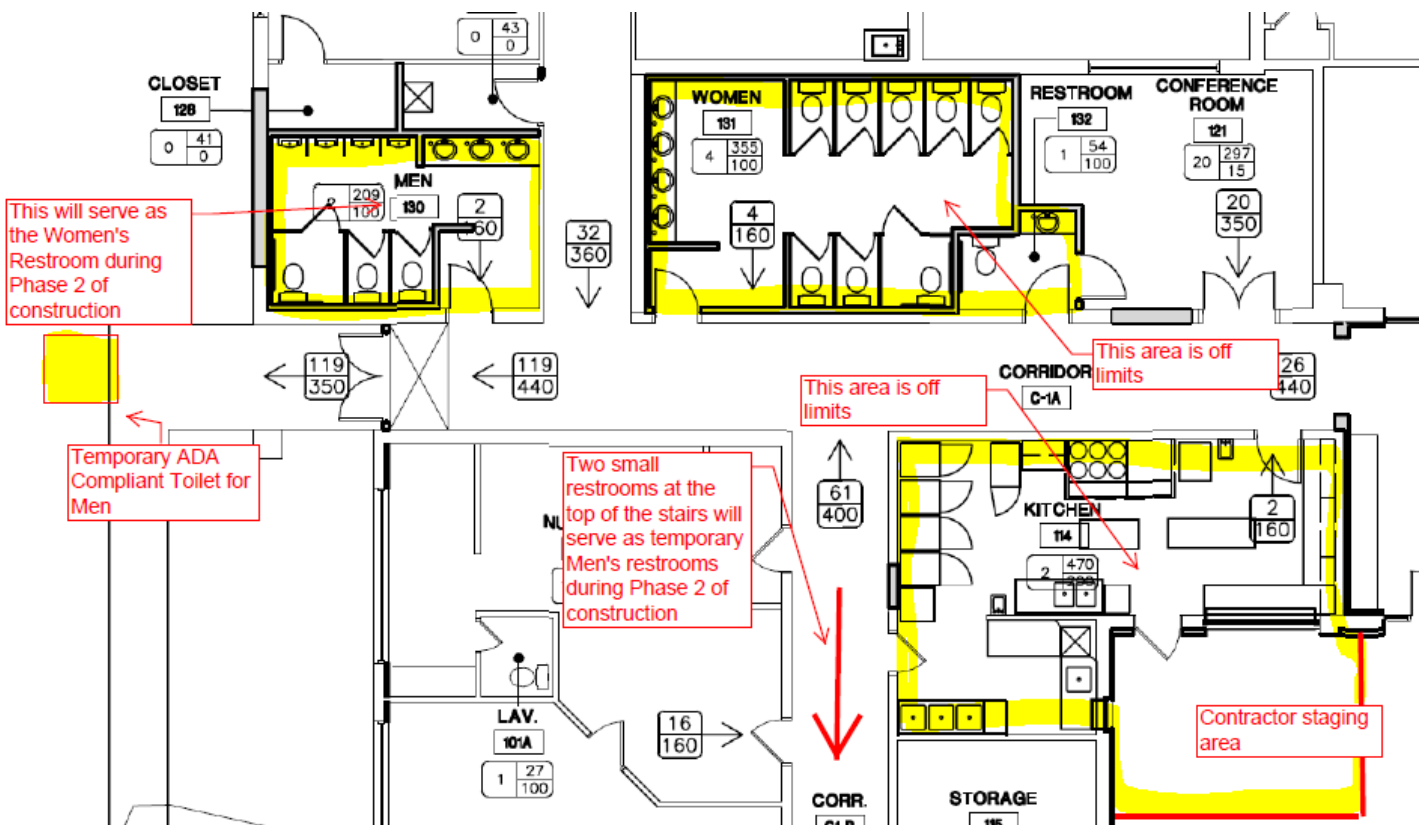 43
0
0
CLOSET
128
0
41
0
WOMEN
131
4
355
100
RESTROOM
132
1
54
100
CONFERENCE
ROOM
121
20
297
15
MEN
130
209
100
2
160
32
360
4
160
20
350
This will serve as
the Women's
Restroom during
Phase 2 of
construction
119
350
119
440
This area is off
limits
CORRIDOR
C-1A
26
440
This area is off
limits
Temporary ADA
Compliant Toilet for
Men
Two small
restrooms at the
top of the stairs will
serve as temporary
Men's restrooms
during Phase 2 of
construction
61
400
KITCHEN
114
2
470
2
160
LAV.
101A
1
27
100
16
160
Contractor staging
area
CORR.
STORAGE
115